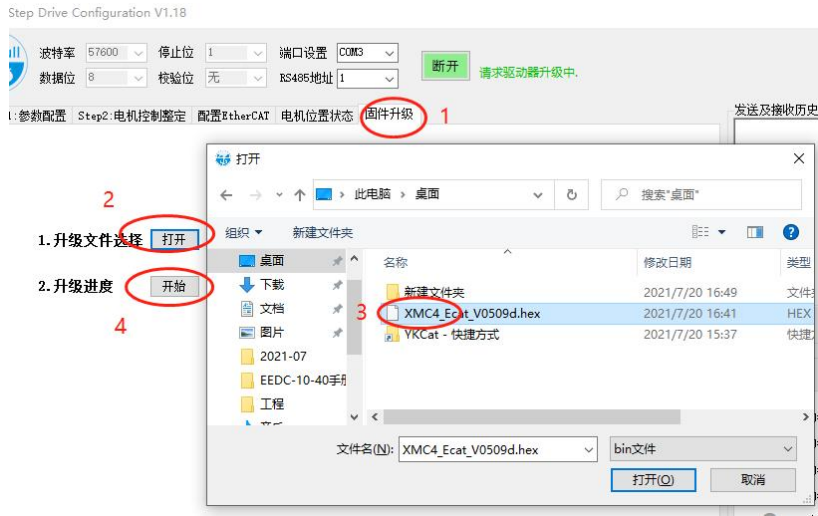 Step Drive Configuration V1.18
波特率 57600 停止位 1 端口设置 COM3
数据位 8 校验位 无 RS485地址 1
断开 请求驱动器升级中.
1:参数配置 Step2:电机控制整定 配置EtherCAT 电机位置状态 固件升级 1
发送及接收历史
打开
此电脑 桌面 搜索"桌面"
2
组织 新建文件夹
1.升级文件选择 打开
桌面 名称 修改日期 类型
2.升级进度 开始
下载 新建文件夹 2021/7/20 16:49 文件
文档 3 XMC4_Ecat_V0509d.hex 2021/7/20 16:41 HEX
4
图片 YKCat - 快捷方式 2021/7/20 15:37 快捷
2021-07
EEDC-10-40手册
工程
文件名(N): XMC4_Ecat_V0509d.hex bin文件
打开(O) 取消